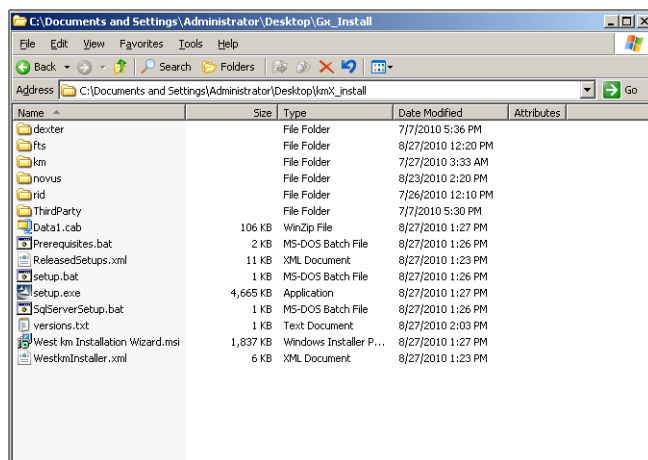 C:\Documents and Settings\Administrator\Desktop\Gx_Install
File Edit View Favorites Tools Help
Back Search Folders
Address C:\Documents and Settings\Administrator\Desktop\kmX_install Go
Name Size Type Date Modified Attributes
dexter File Folder 7/7/2010 5:36 PM
fts File Folder 8/27/2010 12:20 PM
km File Folder 7/27/2010 3:33 AM
novus File Folder 8/23/2010 2:20 PM
rid File Folder 7/26/2010 12:10 PM
ThirdParty File Folder 7/7/2010 5:30 PM
Data1.cab 106 KB WinZip File 8/27/2010 1:27 PM
Prerequisites.bat 2 KB MS-DOS Batch File 8/27/2010 1:26 PM
ReleasedSetups.xml 11 KB XML Document 8/27/2010 1:23 PM
setup.bat 1 KB MS-DOS Batch File 8/27/2010 1:26 PM
setup.exe 4,665 KB Application 8/27/2010 1:27 PM
SqlServerSetup.bat 1 KB MS-DOS Batch File 8/27/2010 1:26 PM
versions.txt 1 KB Text Document 8/27/2010 2:03 PM
West km Installation Wizard.msi 1,837 KB Windows Installer P... 8/27/2010 1:27 PM
WestkmInstaller.xml 6 KB XML Document 8/27/2010 1:23 PM